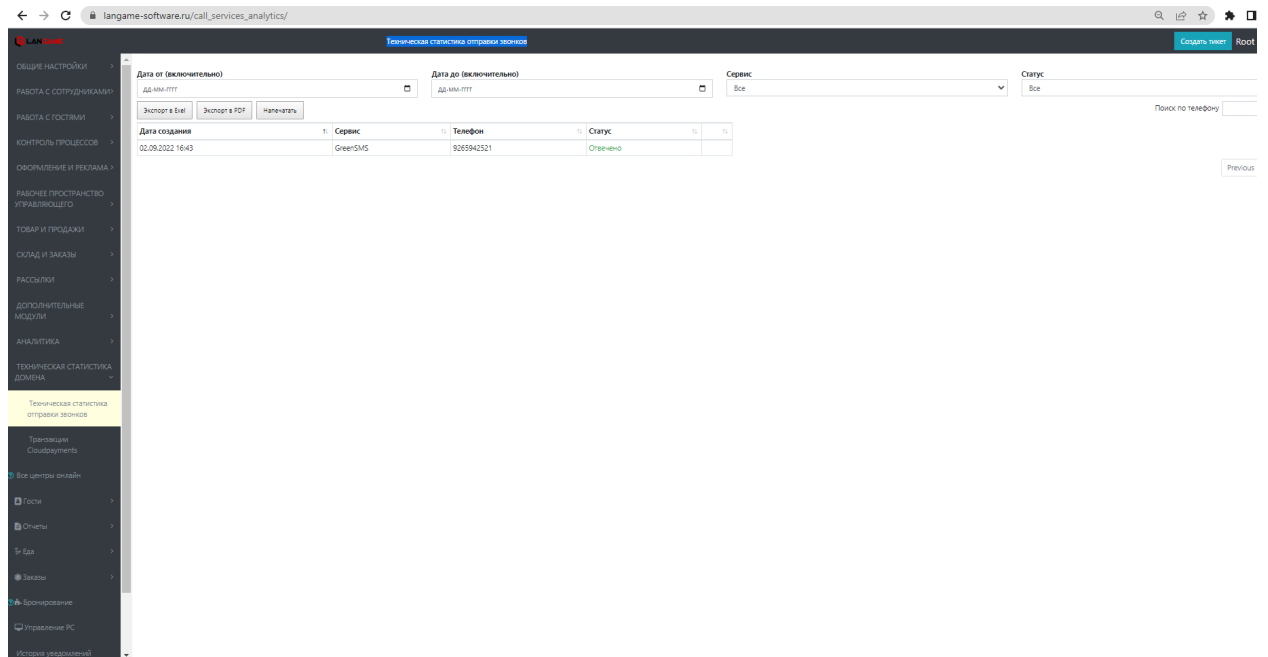 langame-software.ru/call_services_analytics/
LANGAME
Техническая статистика отправки звонков
Создать тикет
Root
ОБЩИЕ НАСТРОЙКИ
РАБОТА С СОТРУДНИКАМИ
РАБОТА С ГОСТЯМИ
КОНТРОЛЬ ПРОЦЕССОВ
ОФОРМЛЕНИЕ И РЕКЛАМА
РАБОЧЕЕ ПРОСТРАНСТВО
УПРАВЛЯЮЩЕГО
ТОВАР И ПРОДАЖИ
СКЛАД И ЗАКАЗЫ
РАССЫЛКИ
ДОПОЛНИТЕЛЬНЫЕ
МОДУЛИ
АНАЛИТИКА
ТЕХНИЧЕСКАЯ СТАТИСТИКА
ДОМЕНА
Техническая статистика
отправки звонков
Транзакции
Cloudpayments
Все центры онлайн
Гости
Отчеты
Еда
Заказы
Бронирование
Управление PC
История уведомлений
Дата от (включительно)
Дата до (включительно)
Сервис
Статус
дд-мм-гггг
дд-мм-гггг
Все
Все
Экспорт в Exel
Экспорт в PDF
Напечатать
Поиск по телефону
Дата создания
Сервис
Телефон
Статус
02.09.2022 16:43
GreenSMS
9265942521
Отвечено
Previous